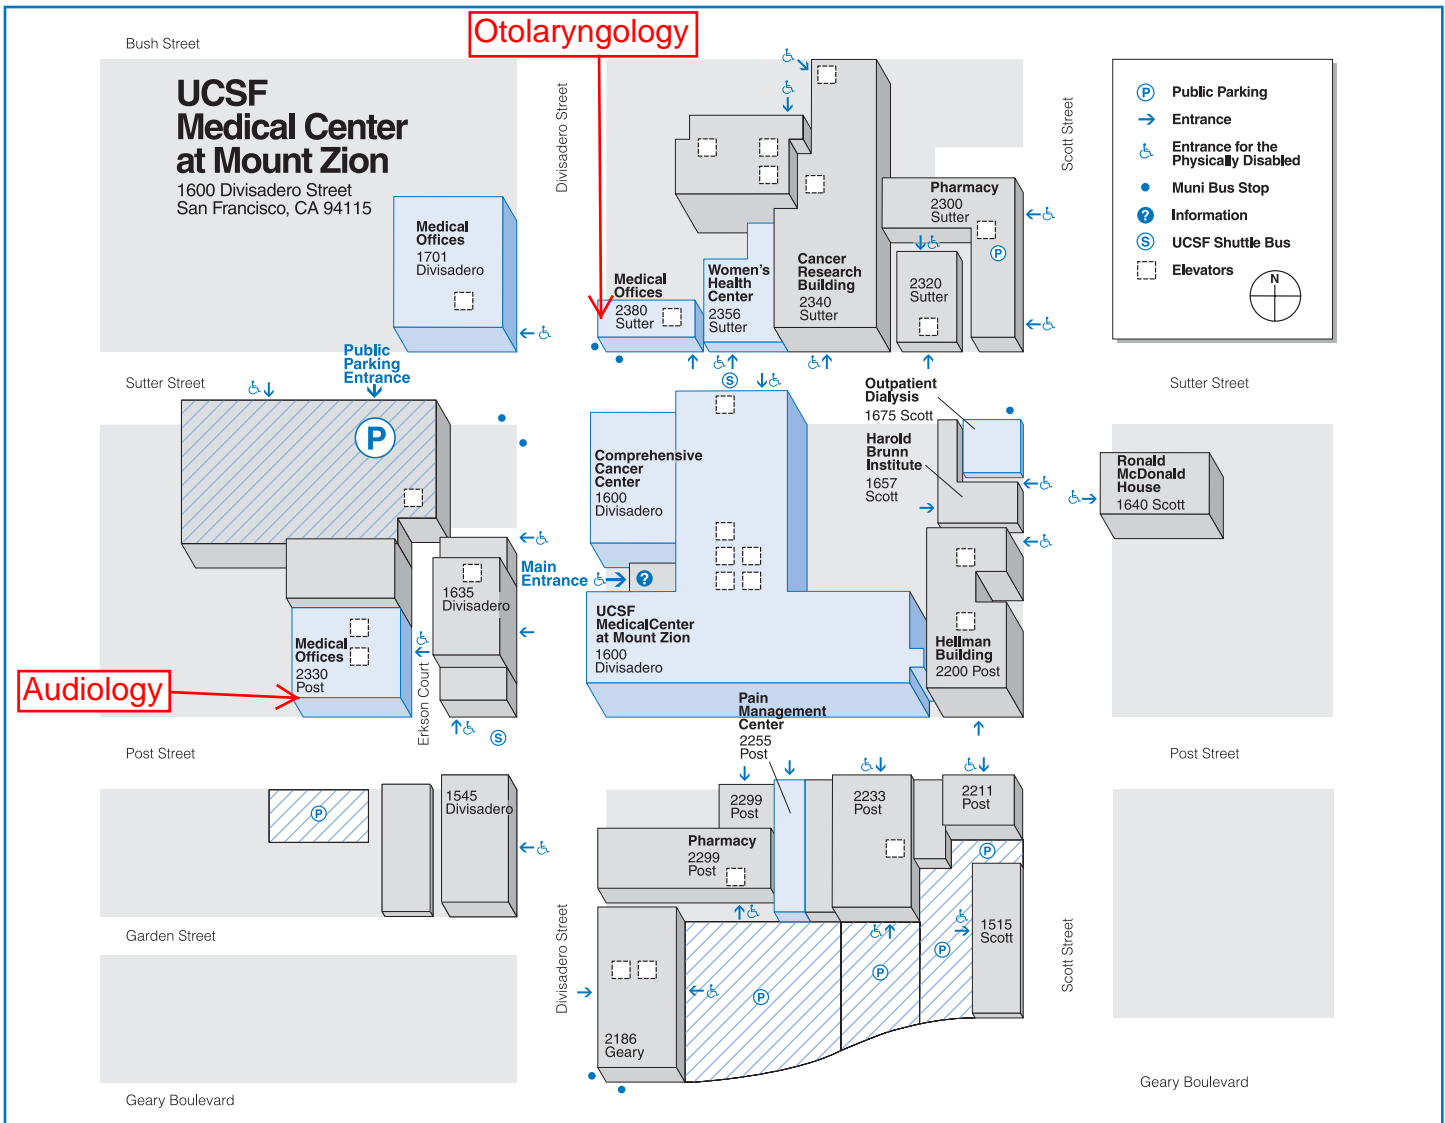 Otolaryngology
Bush Street
UCSF
Medical Center
at Mount Zion
1600 Divisadero Street
San Francisco, CA 94115
Divisadero Street
Scott Street
P Public Parking
Entrance
Entrance for the
Physically Disabled
Muni Bus Stop
? Information
S UCSF Shuttle Bus
Elevators
N
Medical
Offices
1701
Divisadero
Medical
Offices
2380
Sutter
Women's
Health
Center
2356
Sutter
Cancer
Research
Building
2340
Sutter
Pharmacy
2300
Sutter
P
2320
Sutter
Public
Parking
Entrance
Sutter Street
S
Sutter Street
P
Outpatient
Dialysis
1675 Scott
Harold
Brunn
Institute
1657
Scott
Ronald
McDonald
House
1640 Scott
Comprehensive
Cancer
Center
1600
Divisadero
Main
Entrance
?
1635
Divisadero
UCSF
MedicalCenter
at Mount Zion
1600
Divisadero
Hellman
Building
2200 Post
Medical
Offices
2330
Post
Audiology
Erkson Court
S
Pain
Management
Center
2255
Post
Post Street
Post Street
1545
Divisadero
P
2299
Post
Pharmacy
2299
Post
2233
Post
2211
Post
P
1515
Scott
P
P
P
Garden Street
Divisadero Street
Scott Street
2186
Geary
Geary Boulevard
Geary Boulevard